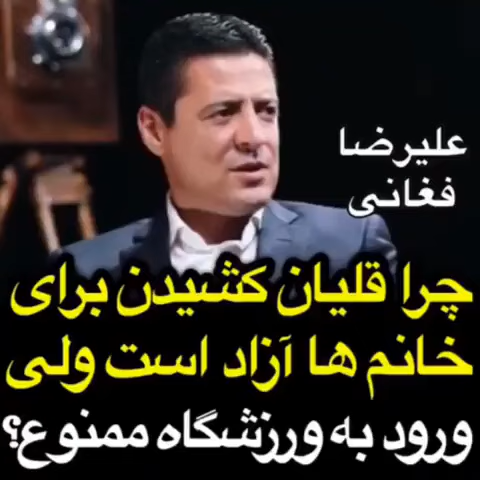 علیرضا
فغانی
چرا قلیان کشیدن برای
خانم ها آزاد است ولی
ورود به ورزشگاه ممنوع؟